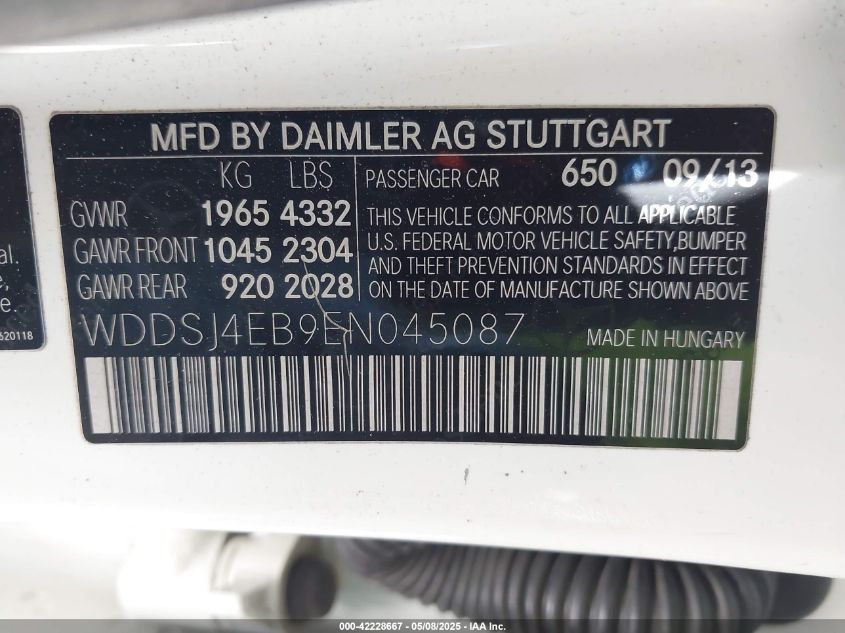 MFD BY DAIMLER AG STUTTGART
KG LBS
GVWR 1965 4332
GAWR FRONT 1045 2304
GAWR REAR 920 2028
PASSENGER CAR 650 09/13
THIS VEHICLE CONFORMS TO ALL APPLICABLE
U.S. FEDERAL MOTOR VEHICLE SAFETY,BUMPER
AND THEFT PREVENTION STANDARDS IN EFFECT
ON THE DATE OF MANUFACTURE SHOWN ABOVE
WDDSJ4EB9EN045087 MADE IN HUNGARY
620118
000-42228667 - 05/08/2025 - IAA Inc.